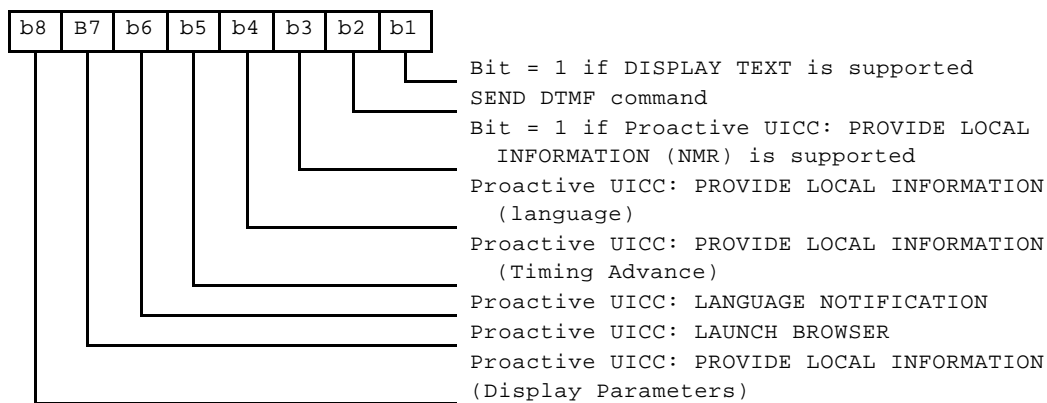 b8 B7 b6 b5 b4 b3 b2 b1
Bit = 1 if DISPLAY TEXT is supported
SEND DTMF command
Bit = 1 if Proactive UICC: PROVIDE LOCAL
INFORMATION (NMR) is supported
Proactive UICC: PROVIDE LOCAL INFORMATION
(language)
Proactive UICC: PROVIDE LOCAL INFORMATION
(Timing Advance)
Proactive UICC: LANGUAGE NOTIFICATION
Proactive UICC: LAUNCH BROWSER
Proactive UICC: PROVIDE LOCAL INFORMATION
(Display Parameters)